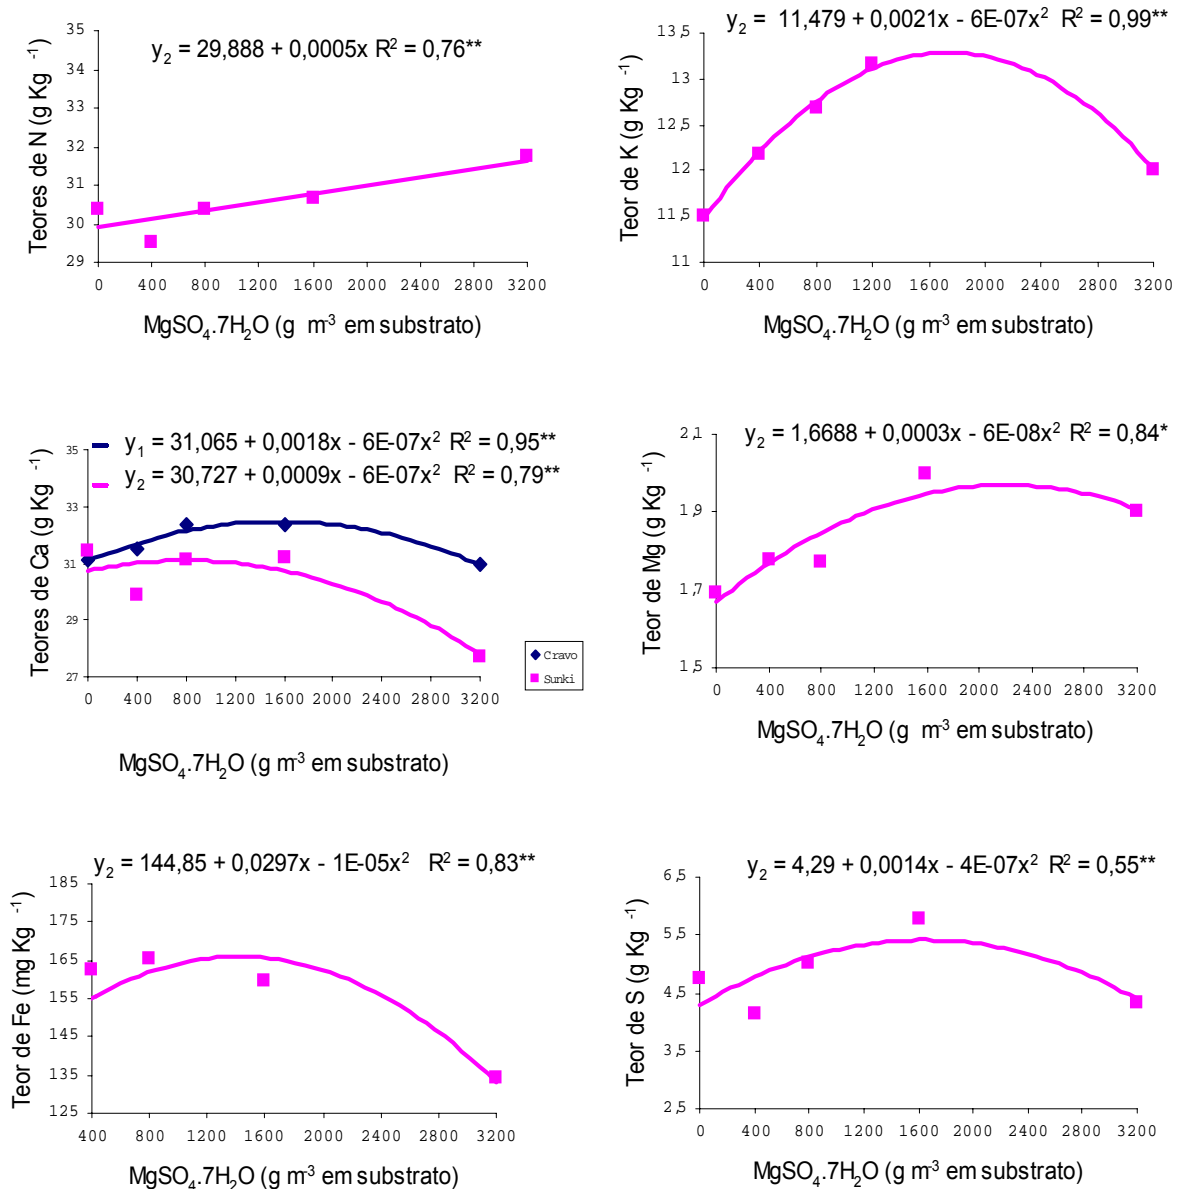 y2 = 29,888 + 0,0005x R2 = 0,76**
Teores de N (g Kg -1)
35
34
33
32
31
30
29
0 400 800 1200 1600 2000 2400 2800 3200
MgSO4.7H2O (g m-3 em substrato)
y2 = 11,479 + 0,0021x - 6E-07x2 R2 = 0,99**
Teor de K (g Kg -1)
13,5
13
12,5
12
11,5
11
0 400 800 1200 1600 2000 2400 2800 3200
MgSO4.7H2O (g m-3 em substrato)
y1 = 31,065 + 0,0018x - 6E-07x2 R2 = 0,95**
y2 = 30,727 + 0,0009x - 6E-07x2 R2 = 0,79**
Teores de Ca (g Kg -1)
35
33
31
29
27
0 400 800 1200 1600 2000 2400 2800 3200
Cravo
Sunki
MgSO4.7H2O (g m-3 em substrato)
y2 = 1,6688 + 0,0003x - 6E-08x2 R2 = 0,84*
Teor de Mg (g Kg -1)
2,1
1,9
1,7
1,5
0 400 800 1200 1600 2000 2400 2800 3200
MgSO4.7H2O (g m-3 em substrato)
y2 = 144,85 + 0,0297x - 1E-05x2 R2 = 0,83**
Teor de Fe (mg Kg -1)
185
175
165
155
145
135
125
400 800 1200 1600 2000 2400 2800 3200
MgSO4.7H2O (g m-3 em substrato)
y2 = 4,29 + 0,0014x - 4E-07x2 R2 = 0,55**
Teor de S (g Kg -1)
6,5
5,5
4,5
3,5
2,5
0 400 800 1200 1600 2000 2400 2800 3200
MgSO4.7H2O (g m-3 em substrato)